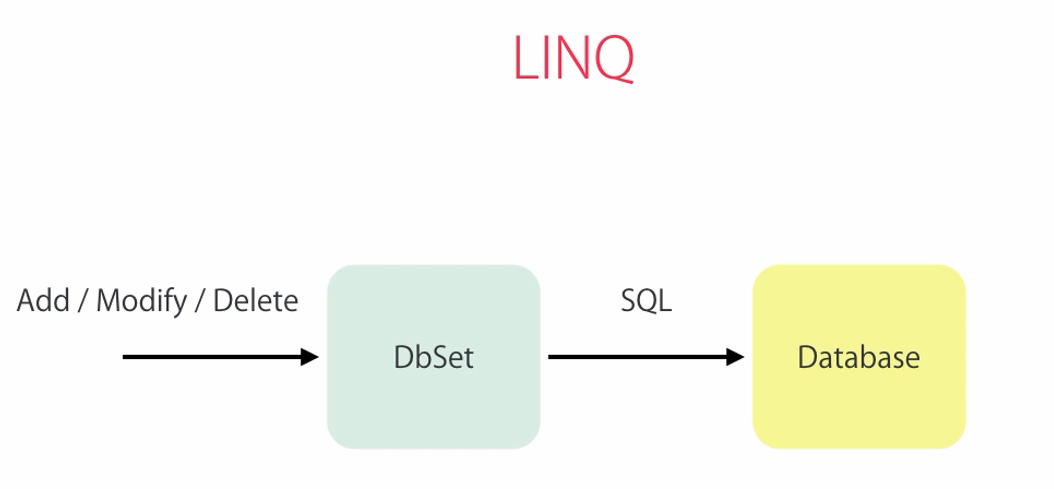 LINQ
Add / Modify / Delete
DbSet
SQL
Database